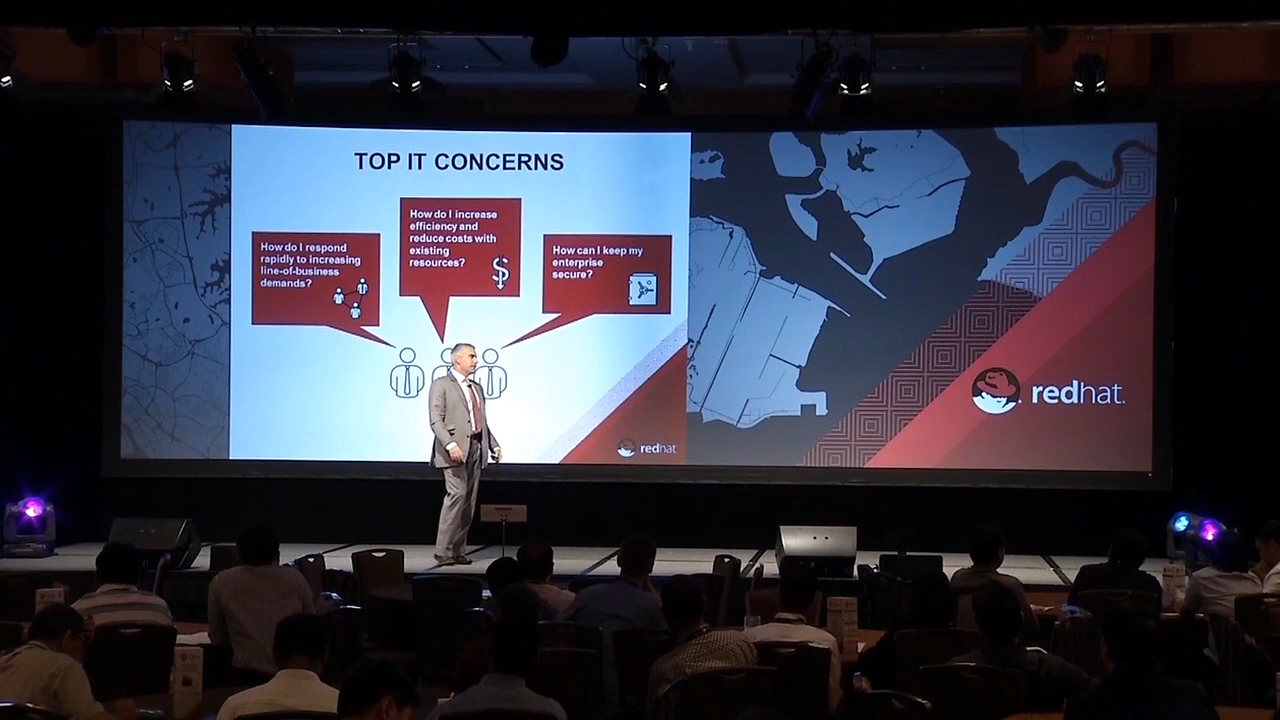 TOP IT CONCERNS
How do I respond
rapidly to increasing
line-of-business
demands?
How do I increase
efficiency and
reduce costs with
existing
resources?
$
How can I keep my
enterprise
secure?
redhat
redhat.